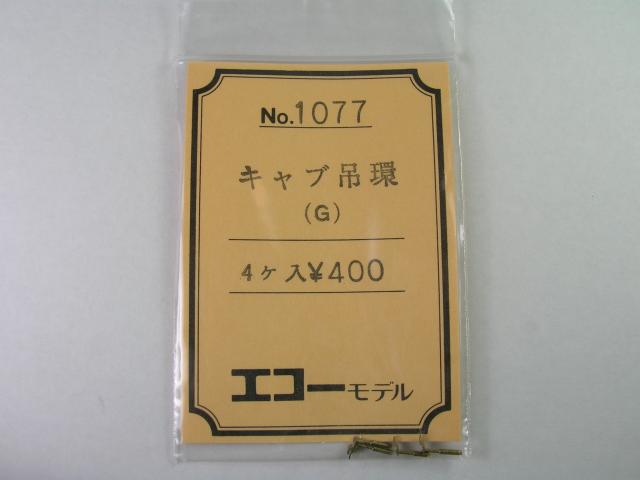 No.1077
キャブ吊環
(G)
4ヶ入¥400
エコーモデル